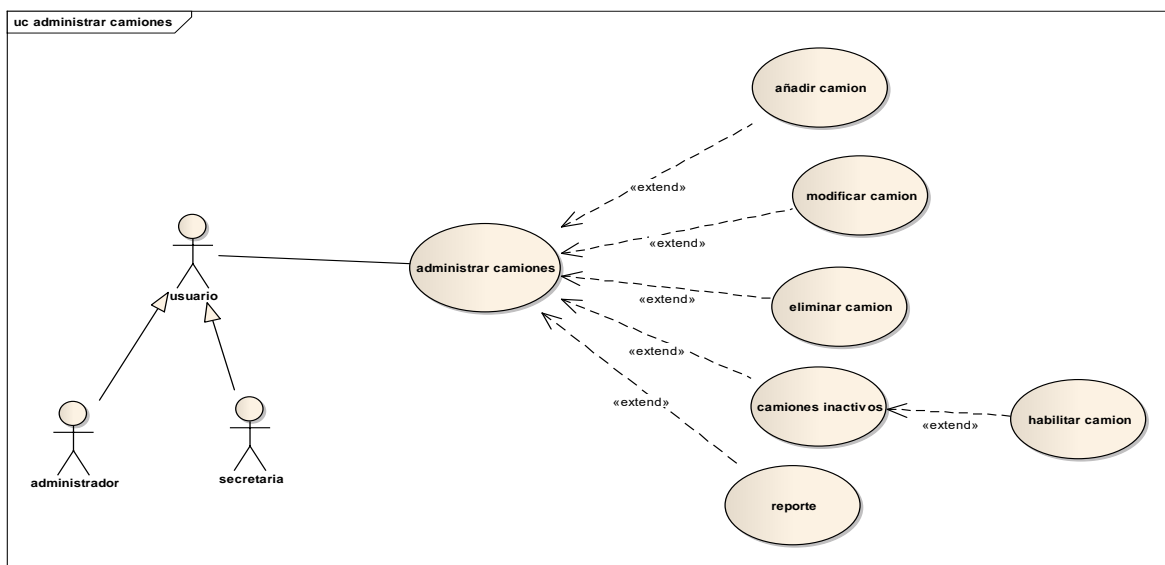 uc administrar camiones
añadir camion
«extend»
modificar camion
«extend»
administrar camiones
usuario
eliminar camion
«extend»
«extend»
camiones inactivos
habilitar camion
«extend»
«extend»
administrador
secretaria
reporte